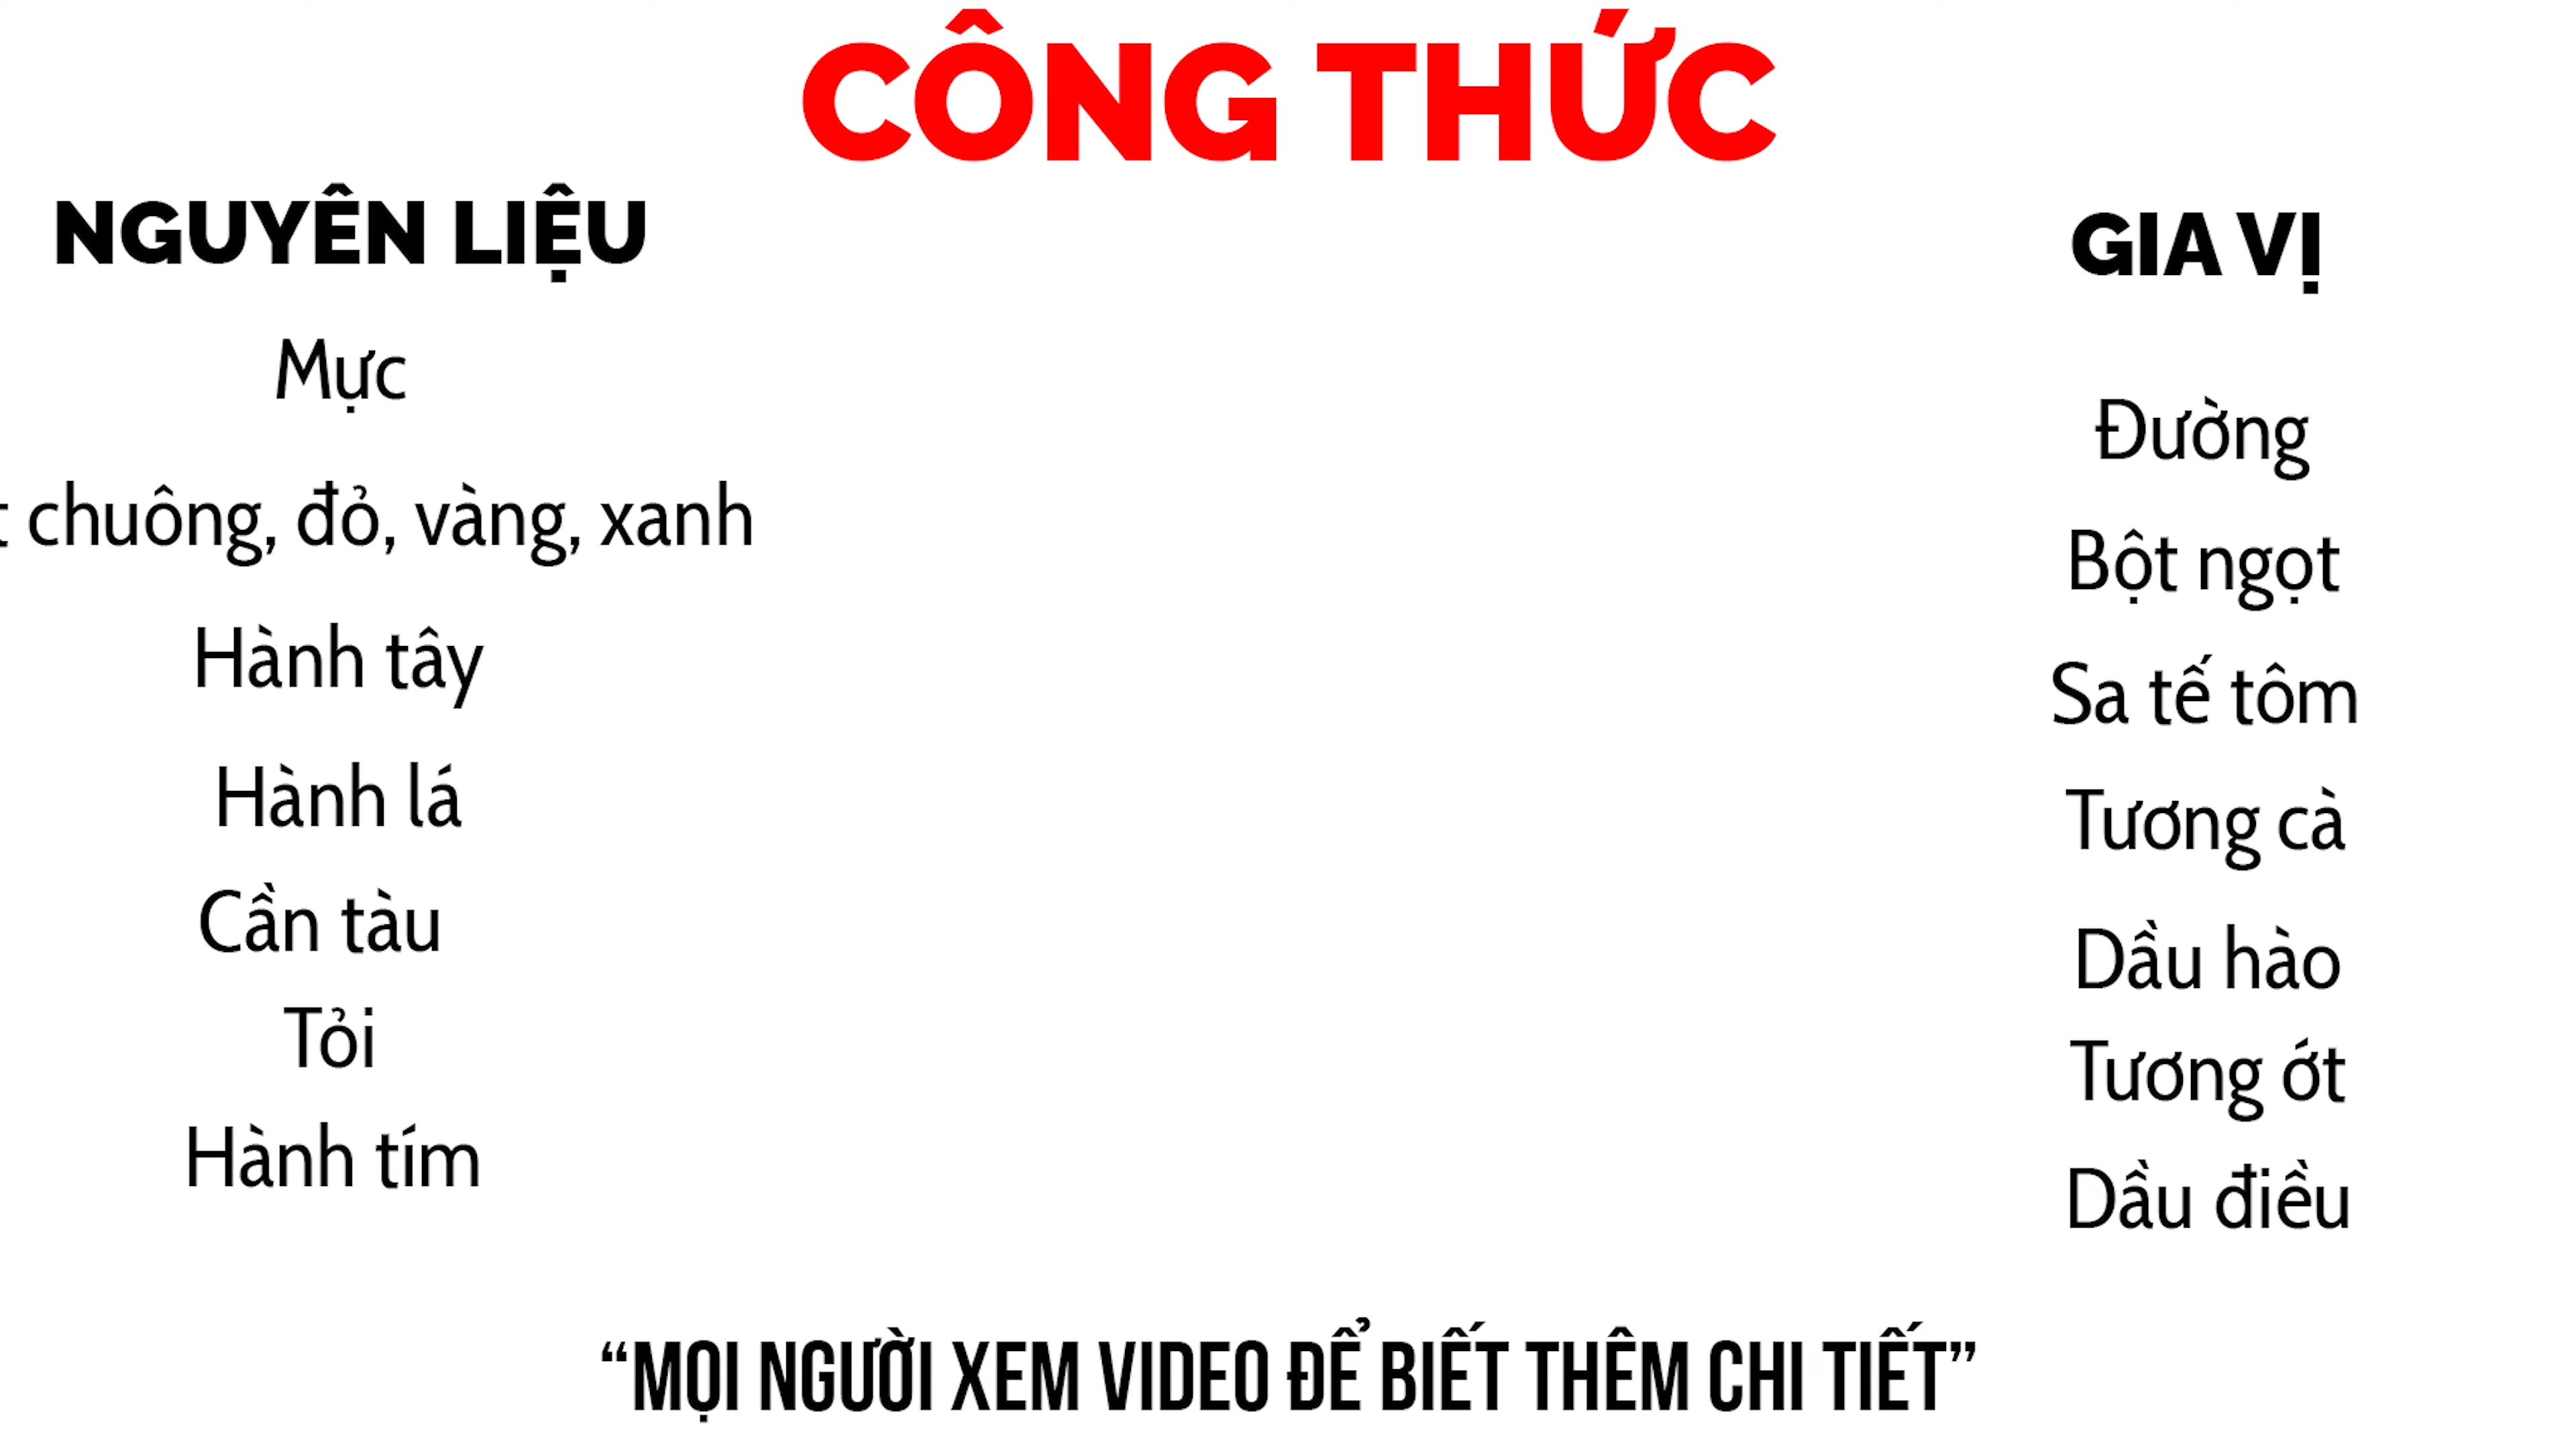 CÔNG THỨC
NGUYÊN LIỆU
Mực
chuông, đỏ, vàng, xanh
Hành tây
Hành lá
Cần tàu
Tỏi
Hành tím
GIA VỊ
Đường
Bột ngọt
Sa tế tôm
Tương cà
Dầu hào
Tương ớt
Dầu điều
“MỌI NGƯỜI XEM VIDEO ĐỂ BIẾT THÊM CHI TIẾT”